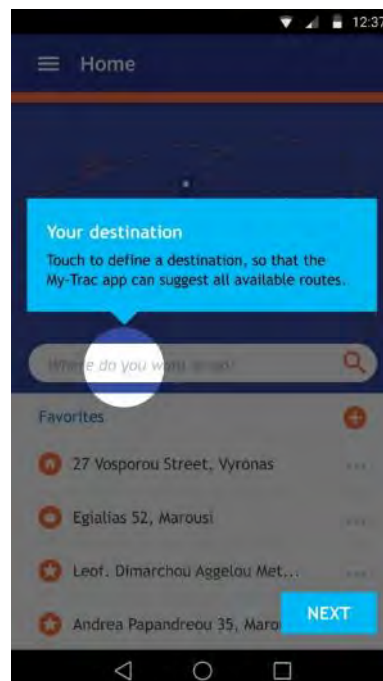 12:37
Home
Your destination
Touch to define a destination, so that the
My-Trac app can suggest all available routes.
Where do you want to go?
Favorites
27 Vosporou Street, Vyronas
Egialias 52, Marousi
Leof. Dimarchou Aggelou Met...
Andrea Papandreou 35, Maro
NEXT